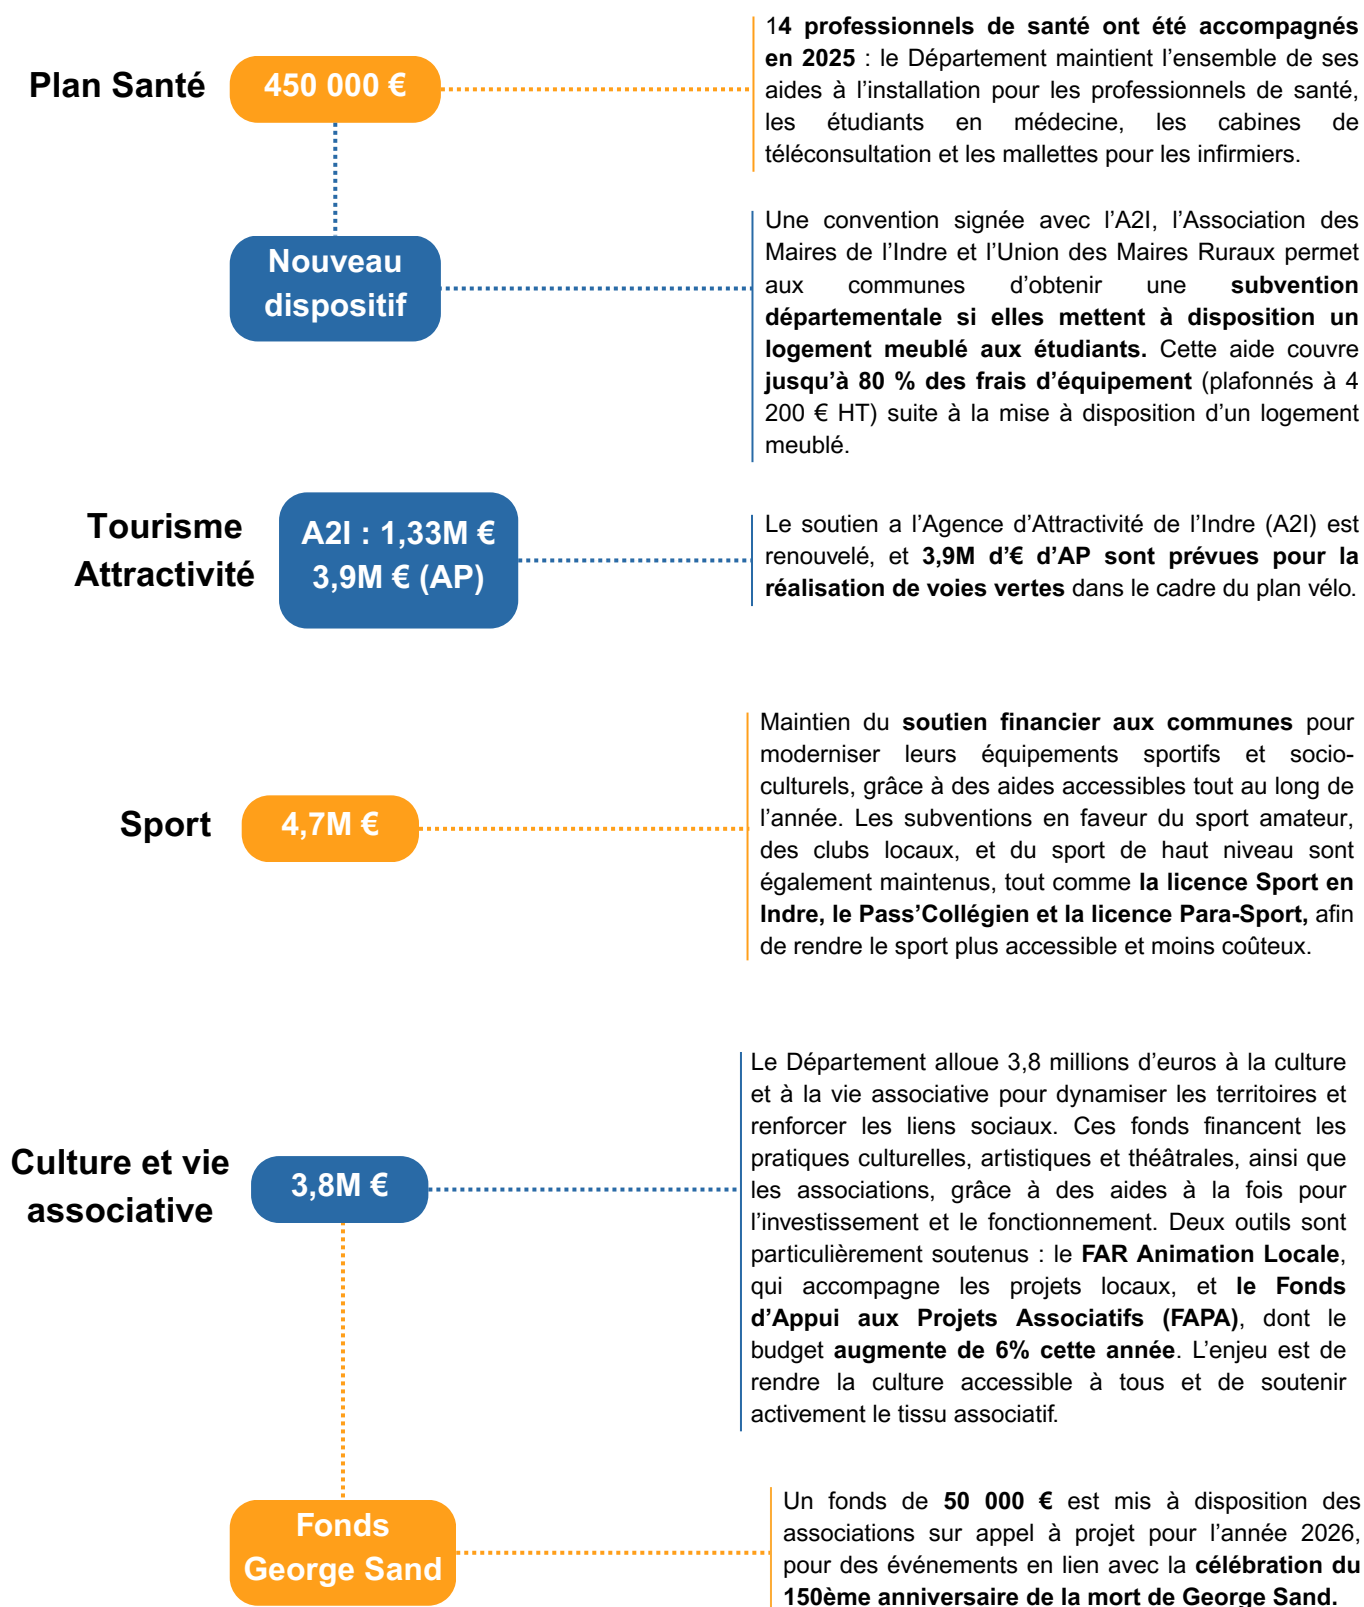 Plan Santé
450 000 €
14 professionnels de santé ont été accompagnés
en 2025 : le Département maintient l’ensemble de ses
aides à l’installation pour les professionnels de santé,
les étudiants en médecine, les cabines de
téléconsultation et les mallettes pour les infirmiers.
Nouveau
dispositif
Une convention signée avec l’A2I, l’Association des
Maires de l’Indre et l’Union des Maires Ruraux permet
aux communes d’obtenir une subvention
départementale si elles mettent à disposition un
logement meublé aux étudiants. Cette aide couvre
jusqu’à 80 % des frais d’équipement (plafonnés à 4
200 € HT) suite à la mise à disposition d’un logement
meublé.
Tourisme
Attractivité
A2I : 1,33M €
3,9M € (AP)
Le soutien a l’Agence d’Attractivité de l’Indre (A2I) est
renouvelé, et 3,9M d’€ d’AP sont prévues pour la
réalisation de voies vertes dans le cadre du plan vélo.
Sport
4,7M €
Maintien du soutien financier aux communes pour
moderniser leurs équipements sportifs et socio-
culturels, grâce à des aides accessibles tout au long de
l’année. Les subventions en faveur du sport amateur,
des clubs locaux, et du sport de haut niveau sont
également maintenus, tout comme la licence Sport en
Indre, le Pass’Collégien et la licence Para-Sport, afin
de rendre le sport plus accessible et moins coûteux.
Culture et vie
associative
3,8M €
Le Département alloue 3,8 millions d’euros à la culture
et à la vie associative pour dynamiser les territoires et
renforcer les liens sociaux. Ces fonds financent les
pratiques culturelles, artistiques et théâtrales, ainsi que
les associations, grâce à des aides à la fois pour
l’investissement et le fonctionnement. Deux outils sont
particulièrement soutenus : le FAR Animation Locale,
qui accompagne les projets locaux, et le Fonds
d’Appui aux Projets Associatifs (FAPA), dont le
budget augmente de 6% cette année. L’enjeu est de
rendre la culture accessible à tous et de soutenir
activement le tissu associatif.
Fonds
George Sand
Un fonds de 50 000 € est mis à disposition des
associations sur appel à projet pour l’année 2026,
pour des événements en lien avec la célébration du
150ème anniversaire de la mort de George Sand.